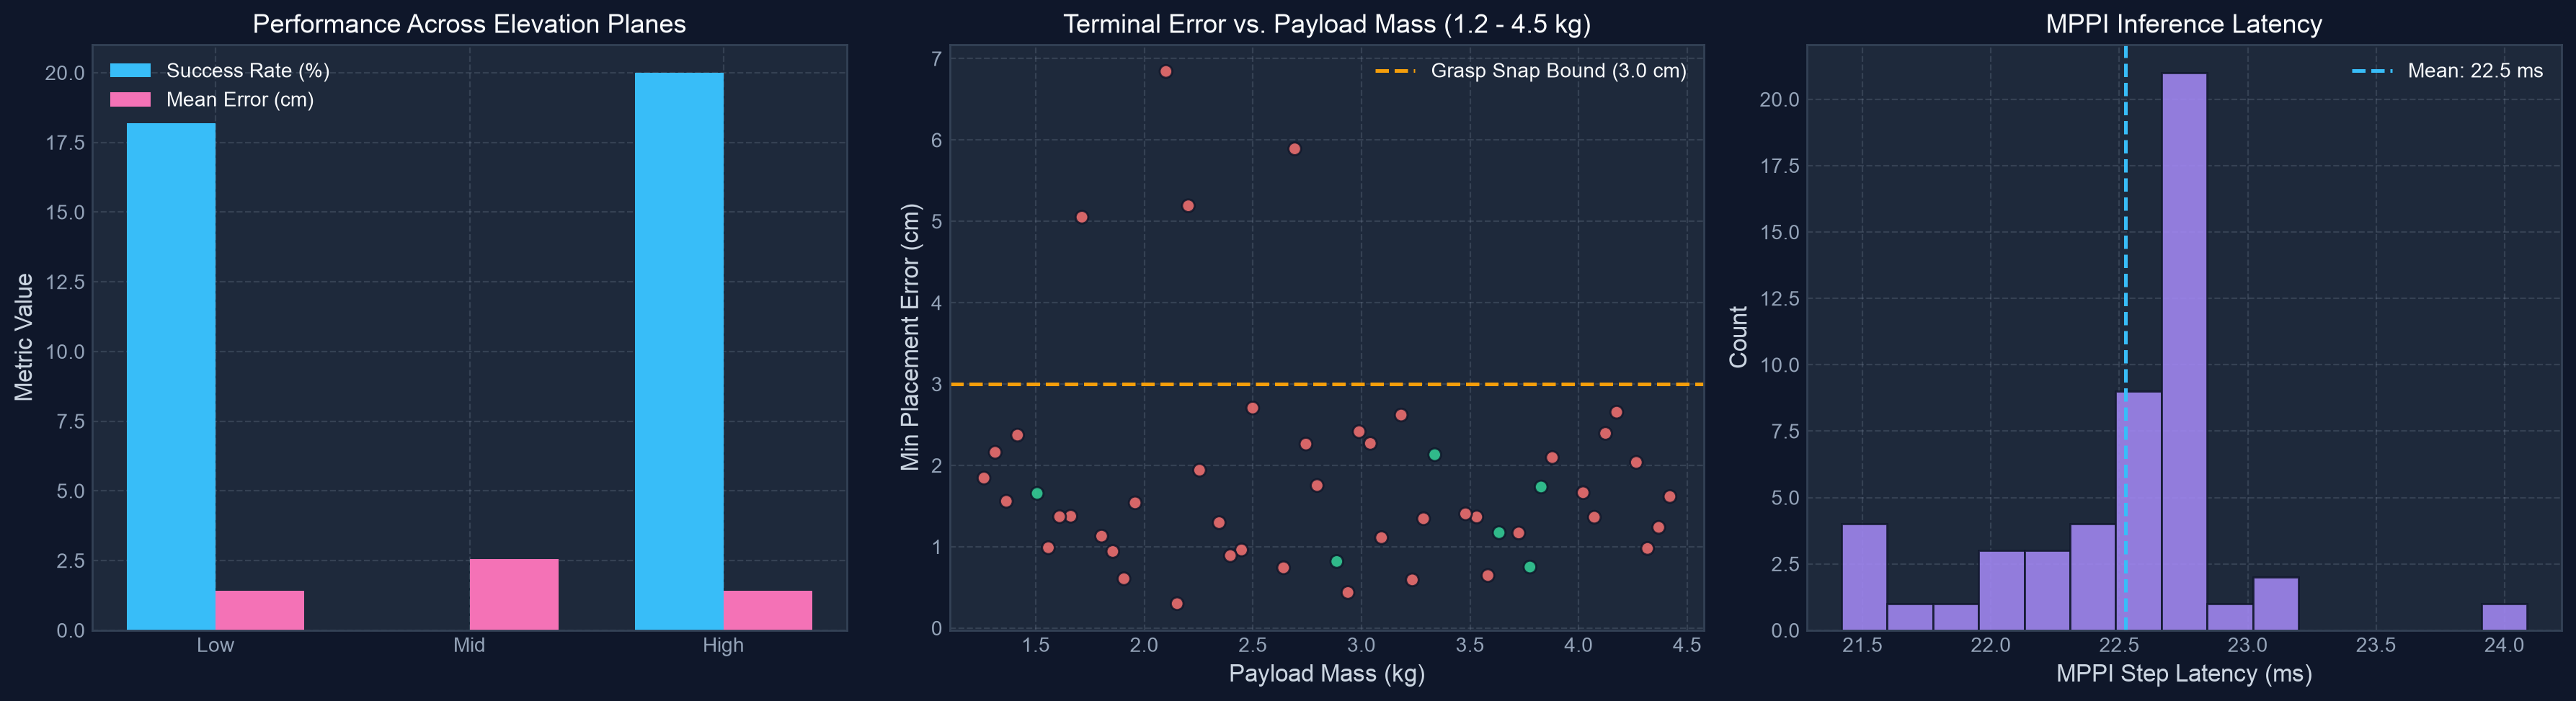 Performance Across Elevation Planes
Success Rate (%)
Mean Error (cm)
Metric Value
20.0
17.5
15.0
12.5
10.0
7.5
5.0
2.5
0.0
Low
Mid
High
Terminal Error vs. Payload Mass (1.2 - 4.5 kg)
Grasp Snap Bound (3.0 cm)
Min Placement Error (cm)
7
6
5
4
3
2
1
0
1.5
2.0
2.5
3.0
3.5
4.0
4.5
Payload Mass (kg)
MPPI Inference Latency
Mean: 22.5 ms
Count
20.0
17.5
15.0
12.5
10.0
7.5
5.0
2.5
0.0
21.5
22.0
22.5
23.0
23.5
24.0
MPPI Step Latency (ms)